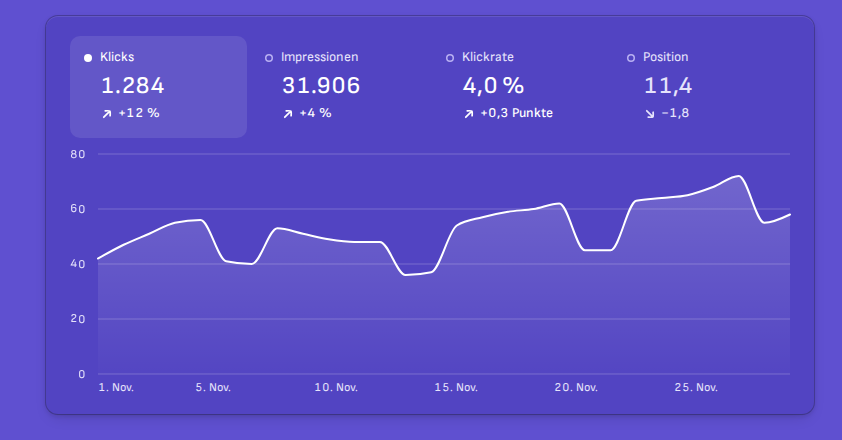 Klicks
1.284
+12 %
Impressionen
31.906
+4 %
Klickrate
4,0 %
+0,3 Punkte
Position
11,4
−1,8
80
60
40
20
0
1. Nov.
5. Nov.
10. Nov.
15. Nov.
20. Nov.
25. Nov.